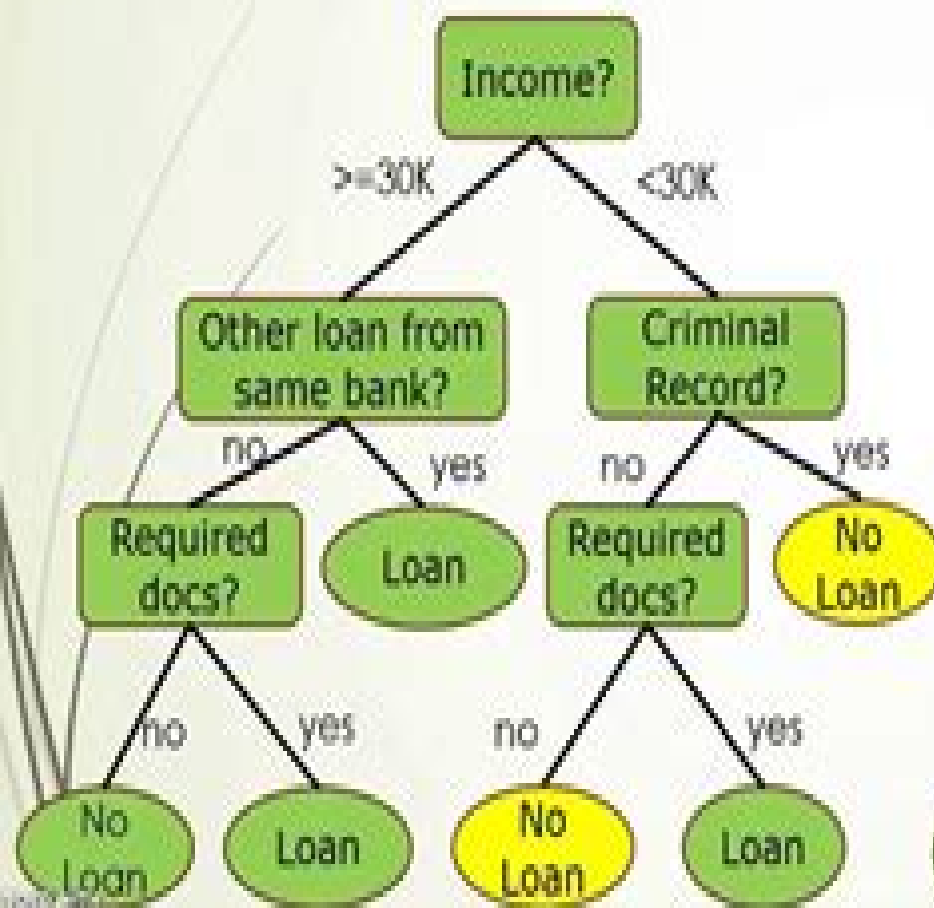 Income?
>=30K
<30K
Other loan from
same bank?
Criminal
Record?
no
yes
no
yes
Required
docs?
Loan
Required
docs?
No
Loan
no
yes
no
yes
No
Loan
Loan
No
Loan
Loan